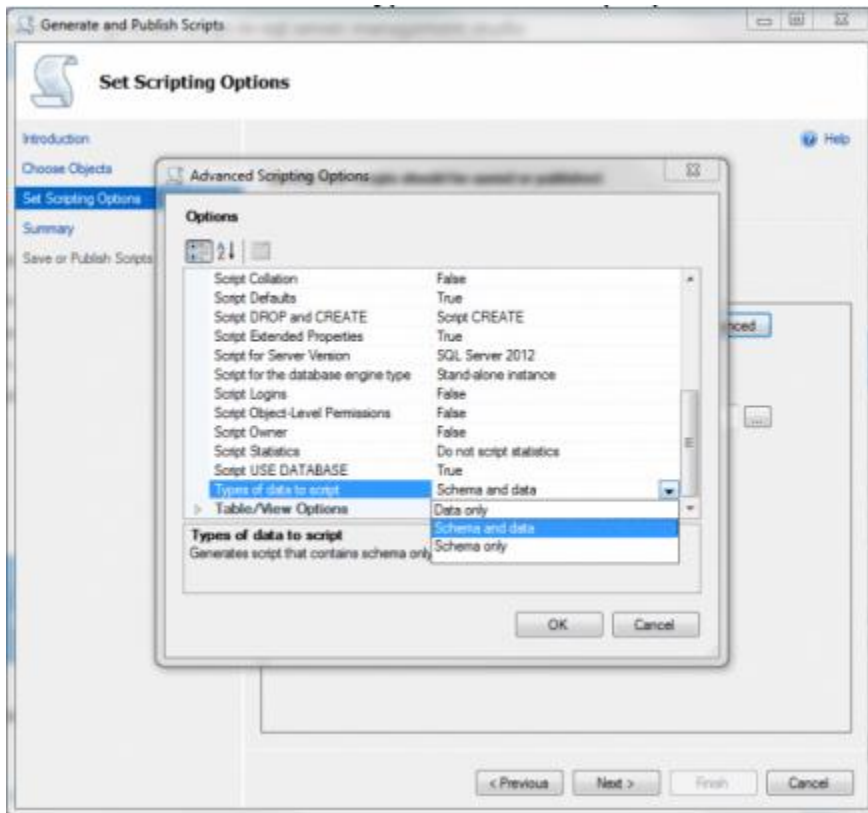 Generate and Publish Scripts
Set Scripting Options
Introduction
Help
Choose Objects
Set Scripting Options
Summary
Save or Publish Scripts
Advanced Scripting Options
Options
Script Collation False
Script Defaults True
Script DROP and CREATE Script CREATE
Script Extended Properties True
Script for Server Version SQL Server 2012
Script for the database engine type Stand-alone instance
Script Logins False
Script Object-Level Permissions False
Script Owner False
Script Statistics Do not script statistics
Script USE DATABASE True
Types of data to script Schema and data
Table/View Options
Data only
Schema and data
Schema only
Types of data to script
Generates script that contains schema only
OK Cancel
...
< Previous Next > Finish Cancel